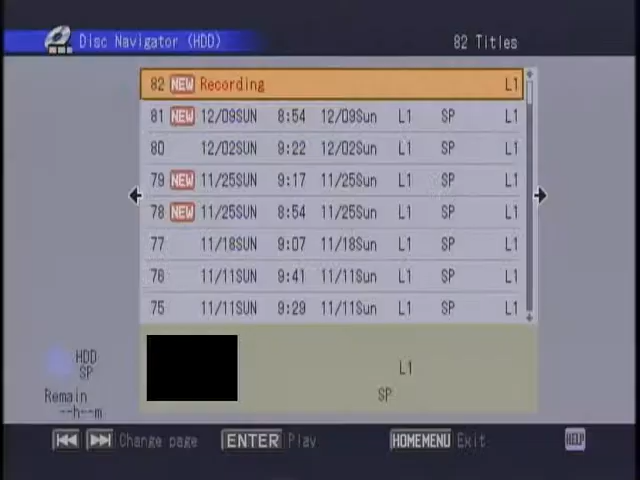 Disc Navigator (HDD) 82 Titles
82 NEW Recording L1
81 NEW 12/09SUN 8:54 12/09Sun L1 SP L1
80 12/02SUN 9:22 12/02Sun L1 SP L1
79 NEW 11/25SUN 9:17 11/25Sun L1 SP L1
78 NEW 11/25SUN 8:54 11/25Sun L1 SP L1
77 11/18SUN 9:07 11/18Sun L1 SP L1
76 11/11SUN 9:41 11/11Sun L1 SP L1
75 11/11SUN 9:29 11/11Sun L1 SP L1
HDD
SP
L1
SP
Remain
--h--m
Change page ENTER Play HOMEMENU Exit HELP